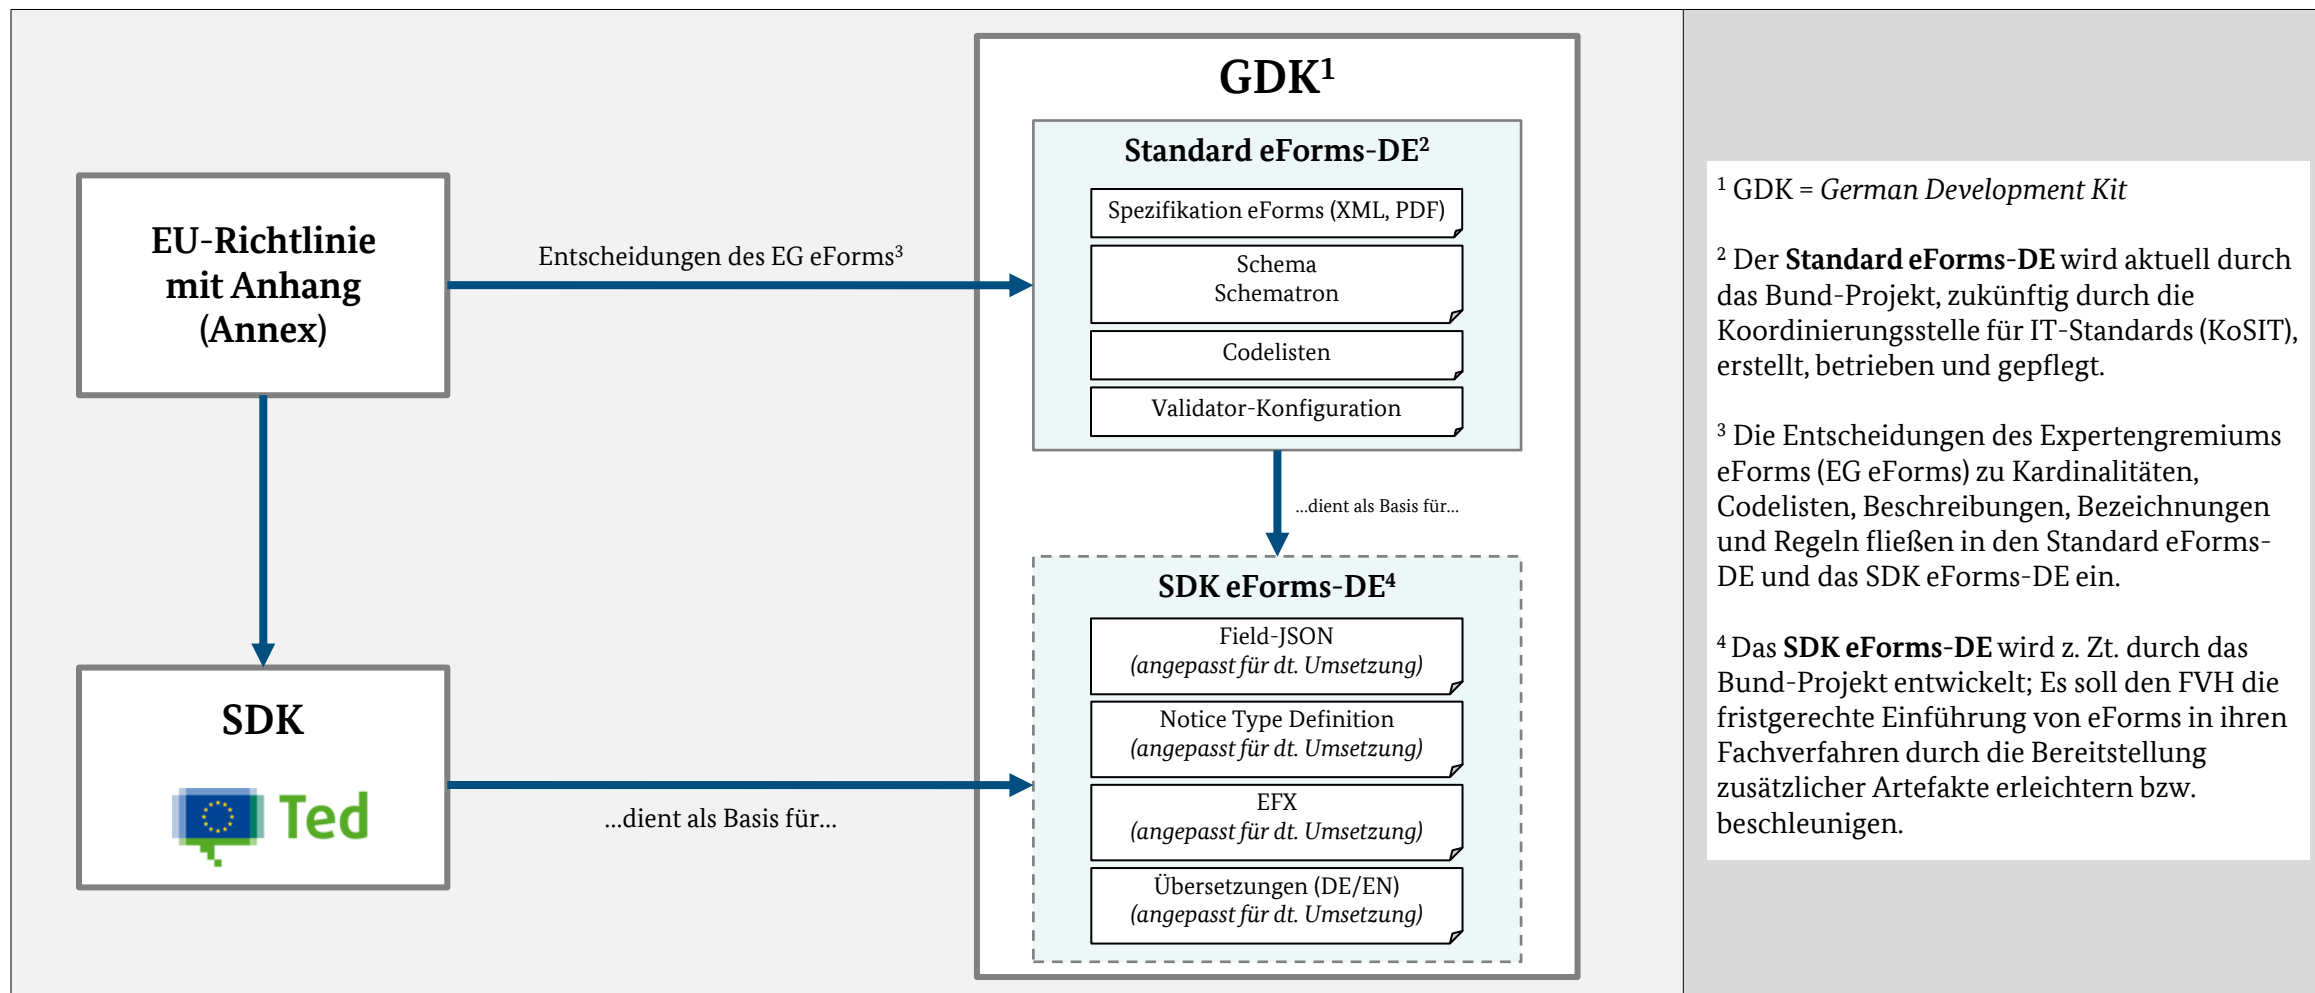 GDK¹
Standard eForms-DE²
Spezifikation eForms (XML, PDF)
Schema
Schematron
Codelisten
Validator-Konfiguration
EU-Richtlinie
mit Anhang
(Annex)
Entscheidungen des EG eForms³
...dient als Basis für...
SDK eForms-DE⁴
Field-JSON
(angepasst für dt. Umsetzung)
Notice Type Definition
(angepasst für dt. Umsetzung)
EFX
(angepasst für dt. Umsetzung)
Übersetzungen (DE/EN)
(angepasst für dt. Umsetzung)
SDK
Ted
...dient als Basis für...
¹ GDK = German Development Kit
² Der Standard eForms-DE wird aktuell durch
das Bund-Projekt, zukünftig durch die
Koordinierungsstelle für IT-Standards (KoSIT),
erstellt, betrieben und gepflegt.
³ Die Entscheidungen des Expertengremiums
eForms (EG eForms) zu Kardinalitäten,
Codelisten, Beschreibungen, Bezeichnungen
und Regeln fließen in den Standard eForms-
DE und das SDK eForms-DE ein.
⁴ Das SDK eForms-DE wird z. Zt. durch das
Bund-Projekt entwickelt; Es soll den FVH die
fristgerechte Einführung von eForms in ihren
Fachverfahren durch die Bereitstellung
zusätzlicher Artefakte erleichtern bzw.
beschleunigen.